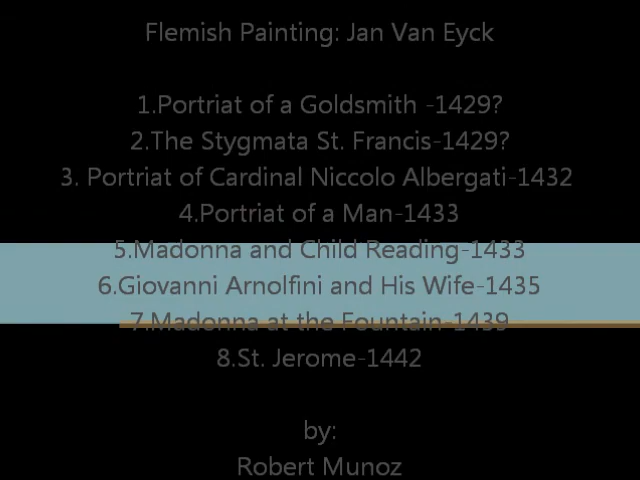 Flemish Painting: Jan Van Eyck
1.Portriat of a Goldsmith -1429?
2.The Stygmata St. Francis-1429?
3. Portriat of Cardinal Niccolo Albergati-1432
4.Portriat of a Man-1433
5.Madonna and Child Reading-1433
6.Giovanni Arnolfini and His Wife-1435
7.Madonna at the Fountain-1439
8.St. Jerome-1442
by:
Robert Munoz